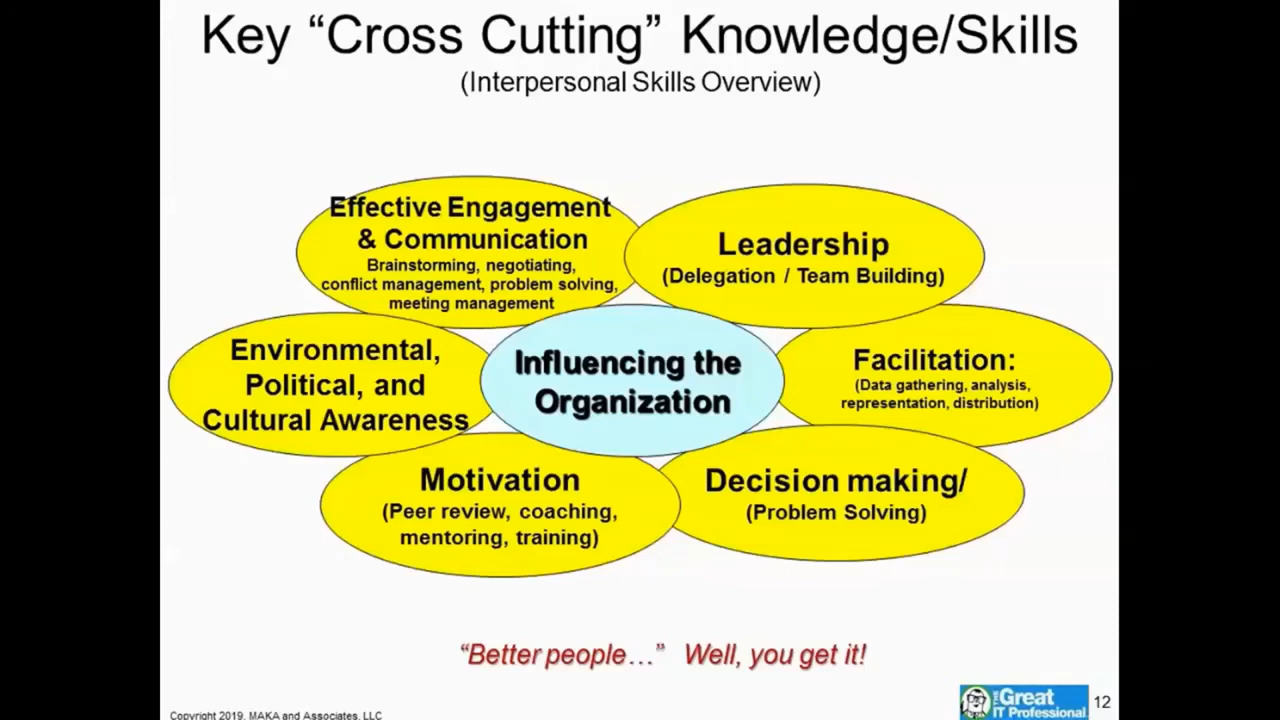 Key “Cross Cutting” Knowledge/Skills
(Interpersonal Skills Overview)
Effective Engagement
& Communication
Brainstorming, negotiating,
conflict management, problem solving,
meeting management
Leadership
(Delegation / Team Building)
Environmental,
Political, and
Cultural Awareness
Influencing the
Organization
Facilitation:
(Data gathering, analysis,
representation, distribution)
Motivation
(Peer review, coaching,
mentoring, training)
Decision making/
(Problem Solving)
“Better people…” Well, you get it!
Copyright 2019, MAKA and Associates, LLC
THE
Great
IT Professional
12